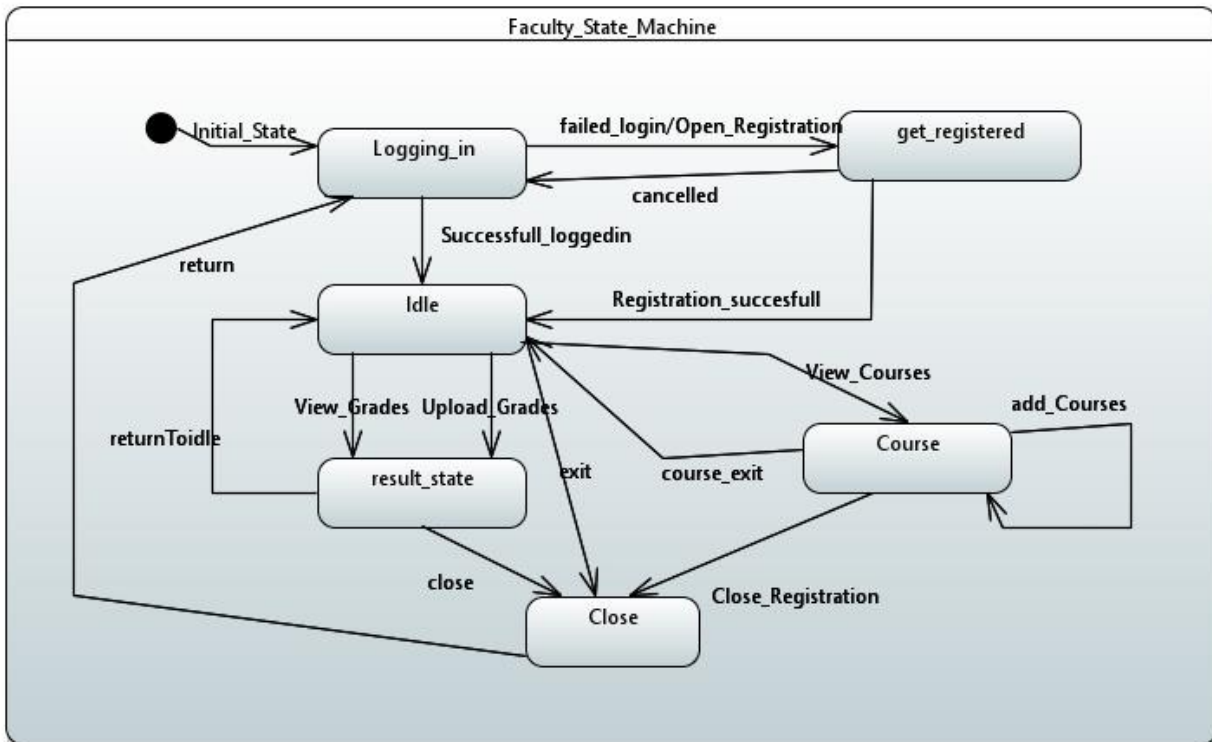 Faculty_State_Machine
Initial_State
failed_login/Open_Registration
get_registered
Logging_in
cancelled
Successfull_loggedin
return
Registration_succesfull
Idle
View_Courses
View_Grades
Upload_Grades
add_Courses
returnToidle
Course
result_state
exit
course_exit
close
Close_Registration
Close